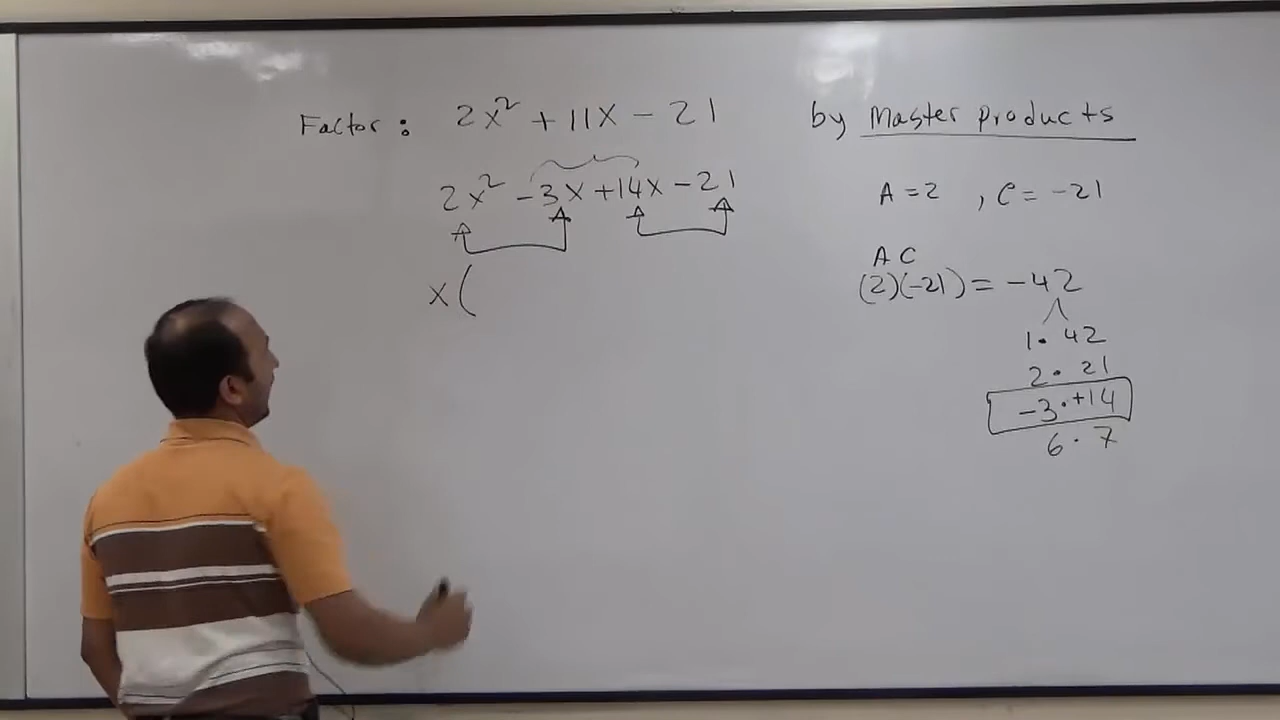 Factor : 2x² + 11x - 21
by Master products
2x² - 3x + 14x - 21
x (
A = 2 , C = -21
A C
(2)(-21) = -42
1 · 42
2 · 21
-3 · +14
6 · 7